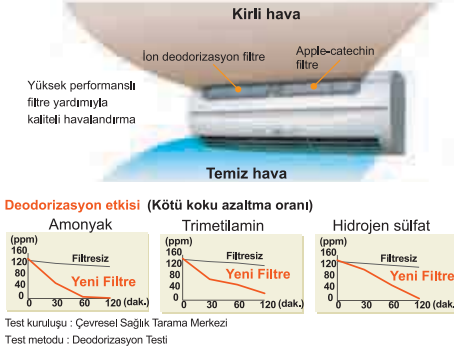 Kirli hava
İon deodorizasyon filtre
Apple-catechin
filtre
Yüksek performanslı
filtre yardımıyla
kaliteli havalandırma
Temiz hava
Deodorizasyon etkisi (Kötü koku azaltma oranı)
Amonyak
(ppm)
160
120
80
40
0
Filtresiz
Yeni Filtre
0 30 60 120 (dak.)
Trimetilamin
(ppm)
160
120
80
40
0
Filtresiz
Yeni Filtre
0 30 60 120 (dak.)
Hidrojen sülfat
(ppm)
160
120
80
40
0
Filtresiz
Yeni Filtre
0 30 60 120 (dak.)
Test kuruluşu : Çevresel Sağlık Tarama Merkezi
Test metodu : Deodorizasyon Testi